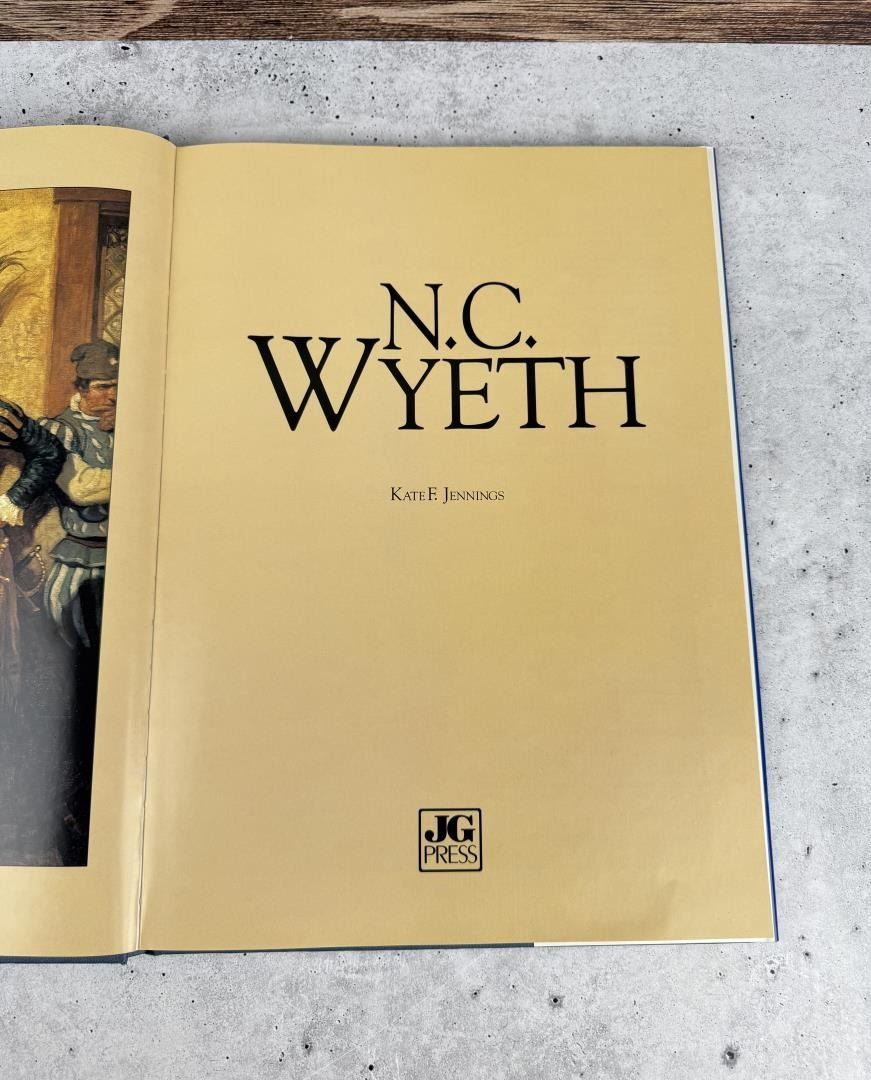 N.C.
WYETH
KATE F. JENNINGS
JG
PRESS